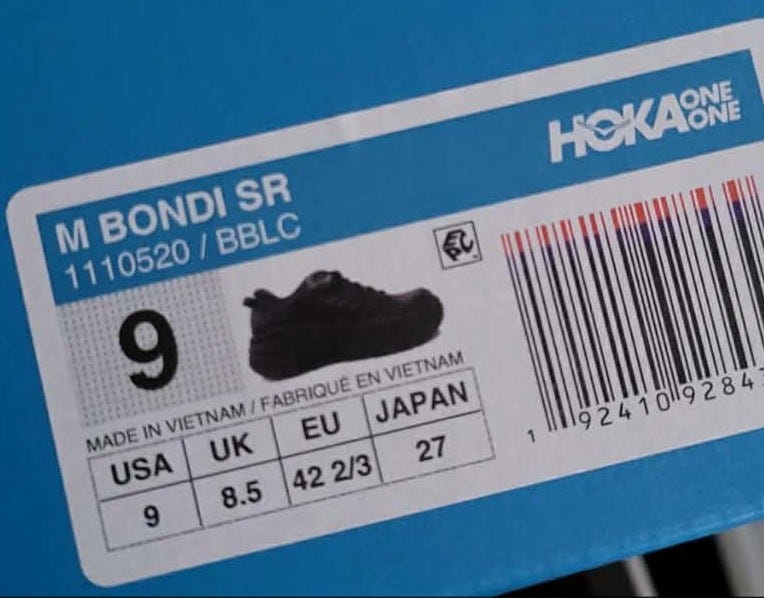 HOKA ONE ONE
M BONDI SR
1110520 / BBLC
9
MADE IN VIETNAM / FABRIQUÉ EN VIETNAM
USA UK EU JAPAN
9 8.5 42 2/3 27
1 92410 9284